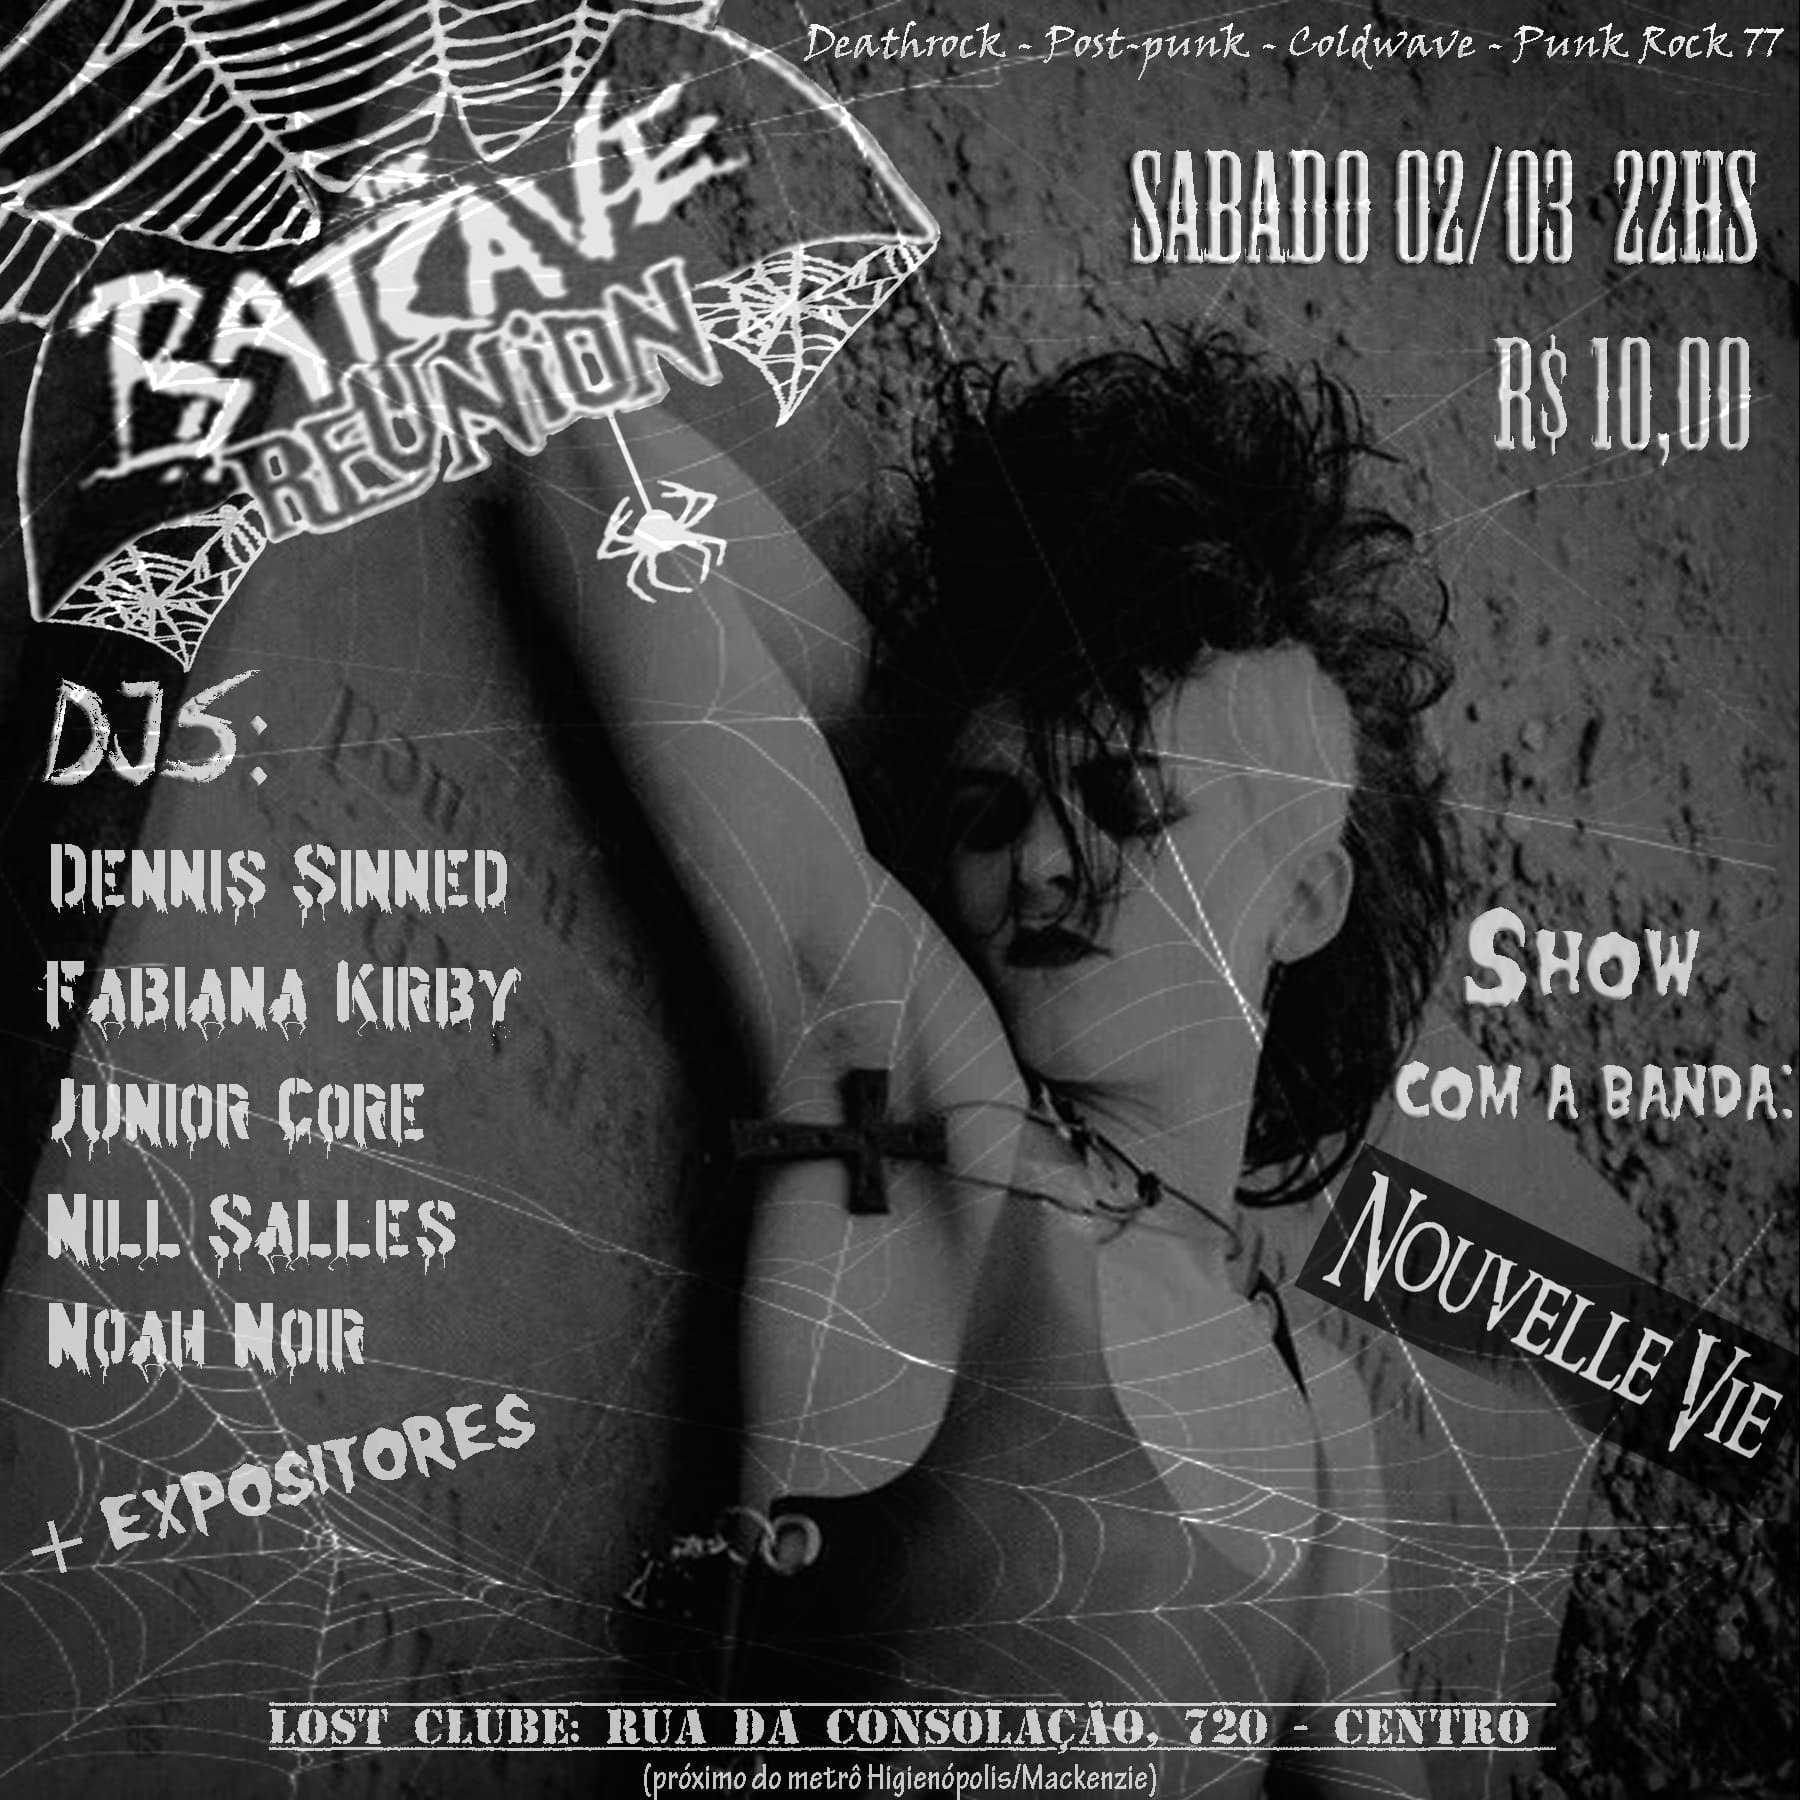 Deathrock - Post-punk - Coldwave - Punk Rock 77
THE
BATCAVE
REUNION
SABADO 02/03 22HS
R$ 10,00
DJS:
DENNIS SINNED
FABIANA KIRBY
JUNIOR CORE
NILL SALLES
NOAH NOIR
+ EXPOSITORES
SHOW
COM A BANDA:
NOUVELLE VIE
LOST CLUBE: RUA DA CONSOLAÇÃO, 720 - CENTRO
(próximo do metrô Higienópolis/Mackenzie)